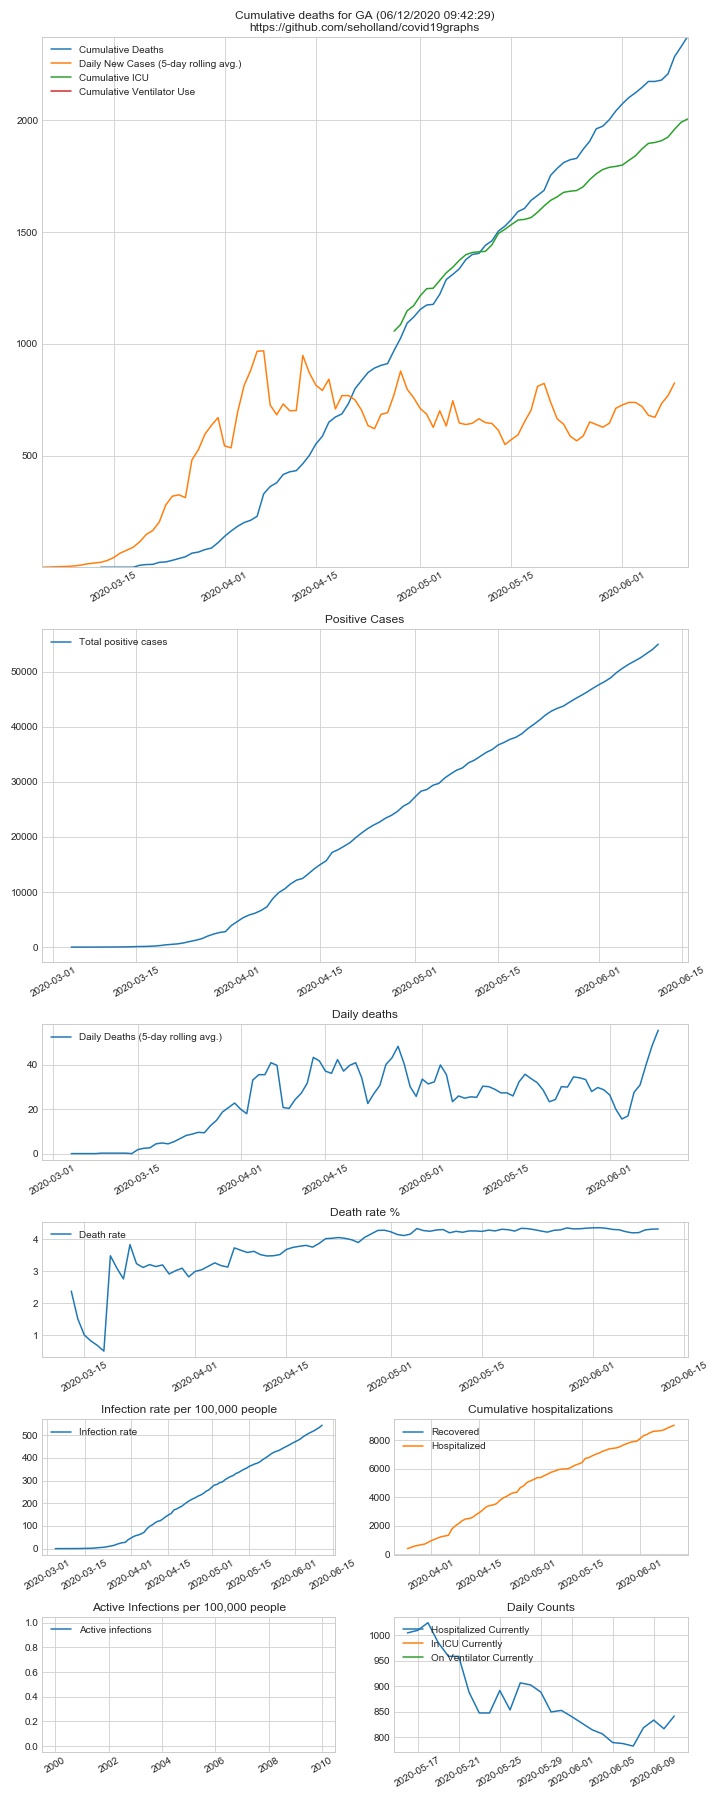 Cumulative deaths for GA (06/12/2020 09:42:29)
https://github.com/seholland/covid19graphs
Cumulative Deaths
Daily New Cases (5-day rolling avg.)
Cumulative ICU
Cumulative Ventilator Use
2000
1500
1000
500
2020-03-15 2020-04-01 2020-04-15 2020-05-01 2020-05-15 2020-06-01
Positive Cases
Total positive cases
50000
40000
30000
20000
10000
0
2020-03-01 2020-03-15 2020-04-01 2020-04-15 2020-05-01 2020-05-15 2020-06-01 2020-06-15
Daily deaths
Daily Deaths (5-day rolling avg.)
40
20
0
2020-03-01 2020-03-15 2020-04-01 2020-04-15 2020-05-01 2020-05-15 2020-06-01
Death rate %
Death rate
4
3
2
1
2020-03-15 2020-04-01 2020-04-15 2020-05-01 2020-05-15 2020-06-01 2020-06-15
Infection rate per 100,000 people
Infection rate
500
400
300
200
100
0
2020-03-01 2020-03-15 2020-04-01 2020-04-15 2020-05-01 2020-05-15 2020-06-01 2020-06-15
Cumulative hospitalizations
Recovered
Hospitalized
8000
6000
4000
2000
0
2020-04-01 2020-04-15 2020-05-01 2020-05-15 2020-06-01
Active Infections per 100,000 people
Active infections
1.0
0.8
0.6
0.4
0.2
0.0
2000 2002 2004 2006 2008 2010
Daily Counts
Hospitalized Currently
In ICU Currently
On Ventilator Currently
1000
950
900
850
800
2020-05-17 2020-05-21 2020-05-25 2020-05-29 2020-06-01 2020-06-05 2020-06-09